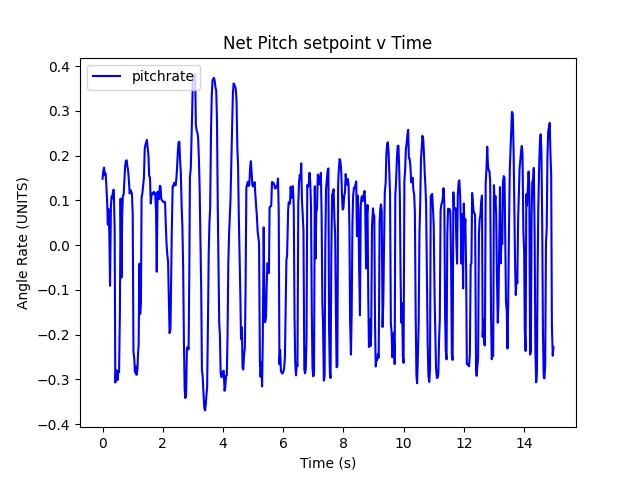 Net Pitch setpoint v Time
pitchrate
Angle Rate (UNITS)
0.4
0.3
0.2
0.1
0.0
−0.1
−0.2
−0.3
−0.4
0 2 4 6 8 10 12 14
Time (s)